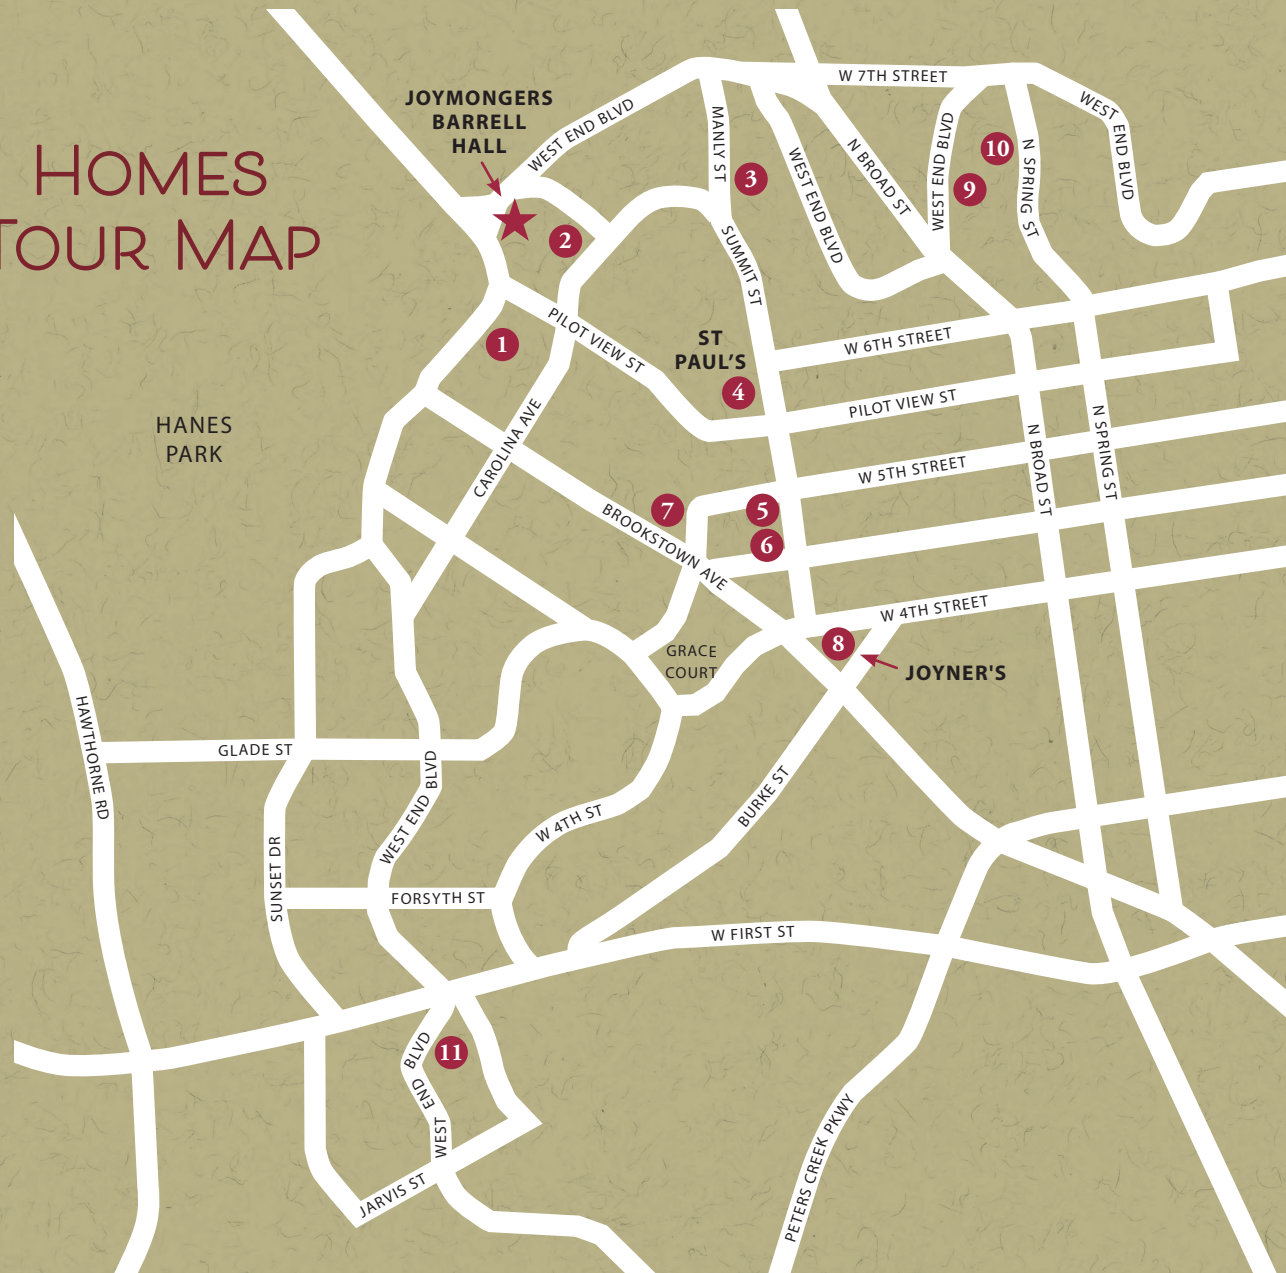 HOMES
TOUR MAP
JOYMONGERS
BARRELL
HALL
WEST END BLVD
W 7TH STREET
MANLY ST
WEST END BLVD
N BROAD ST
WEST END BLVD
N SPRING ST
WEST END BLVD
10
9
3
2
SUMMIT ST
PILOT VIEW ST
1
ST
PAUL'S
4
W 6TH STREET
PILOT VIEW ST
HANES
PARK
CAROLINA AVE
N BROAD ST
N SPRING ST
W 5TH STREET
7
5
6
BROOKSTOWN AVE
W 4TH STREET
8
JOYNER'S
GRACE
COURT
HAWTHORNE RD
GLADE ST
WEST END BLVD
SUNSET DR
W 4TH ST
BURKE ST
FORSYTH ST
W FIRST ST
WEST END BLVD
11
JARVIS ST
PETERS CREEK PKWY